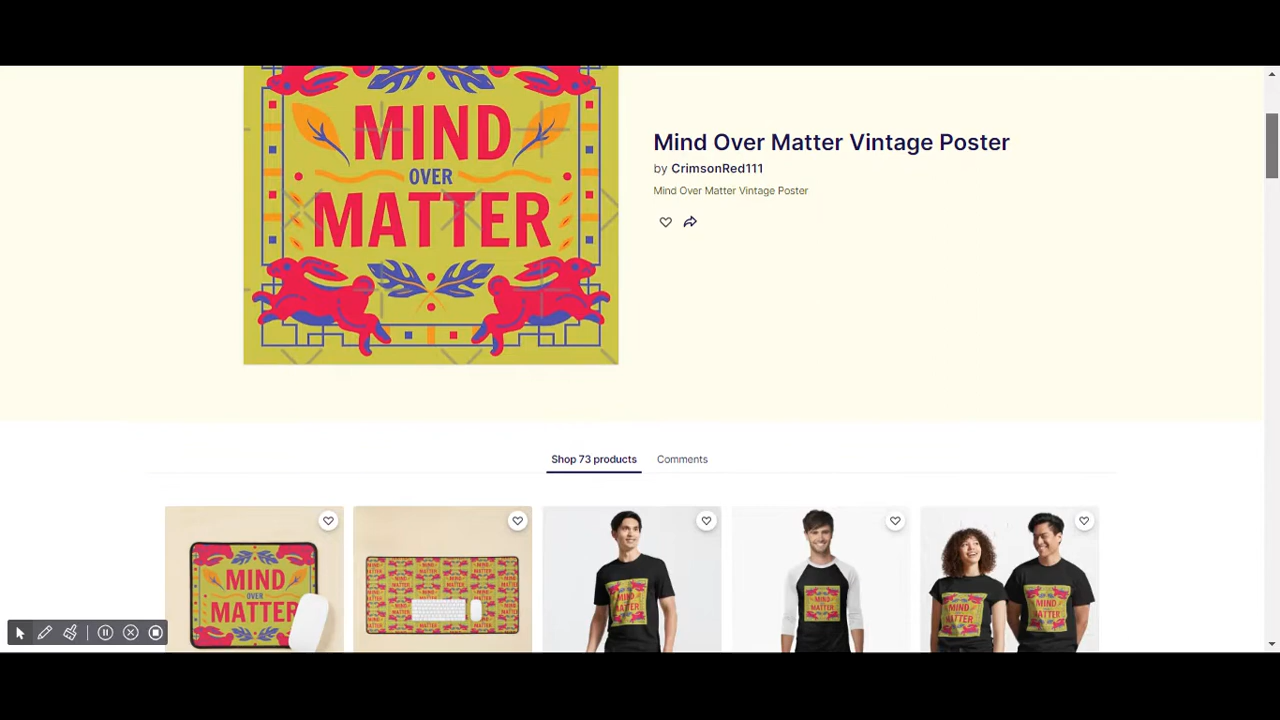 MIND
OVER
MATTER
Mind Over Matter Vintage Poster
by CrimsonRed111
Mind Over Matter Vintage Poster
Shop 73 products
Comments
MIND
OVER
MATTER